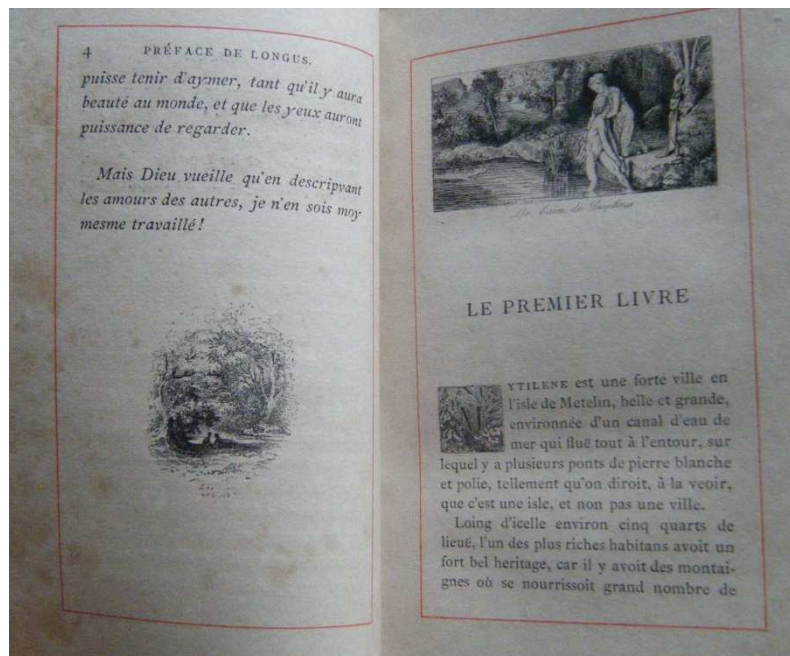 4 PRÉFACE DE LONGUS.
puisse tenir d'aymer, tant qu'il y aura
beauté au monde, et que les yeux auront
puissance de regarder.
Mais Dieu vueille qu'en descripvant
les amours des autres, je n'en sois moy
mesme travaillé!
Le bain de Daphnis
LE PREMIER LIVRE
MYTILENE est une forte ville en
l'isle de Metelin, belle et grande,
environnée d'un canal d'eau de
mer qui fluë tout à l'entour, sur
lequel y a plusieurs ponts de pierre blanche
et polie, tellement qu'on diroit, à la veoir,
que c'est une isle, et non pas une ville.
Loing d'icelle environ cinq quarts de
lieuë, l'un des plus riches habitans avoit un
fort bel heritage, car il y avoit des montai-
gnes où se nourrissoit grand nombre de